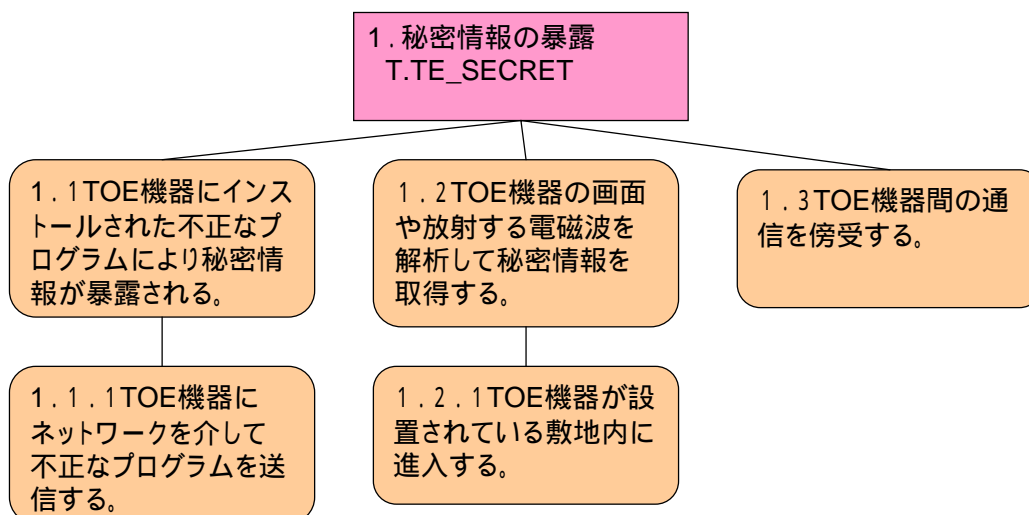 1.秘密情報の暴露
T.TE_SECRET
1.1TOE機器にインス
トールされた不正なプ
ログラムにより秘密情
報が暴露される。
1.2TOE機器の画面
や放射する電磁波を
解析して秘密情報を
取得する。
1.3TOE機器間の通
信を傍受する。
1.1.1TOE機器に
ネットワークを介して
不正なプログラムを送
信する。
1.2.1TOE機器が設
置されている敷地内に
進入する。